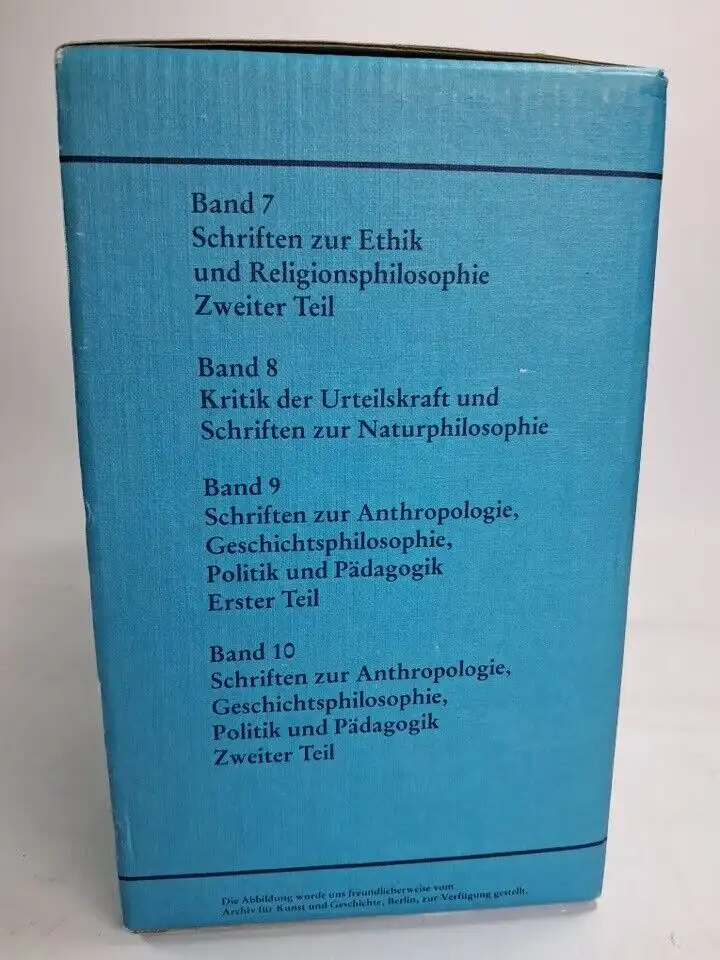 Band 7
Schriften zur Ethik
und Religionsphilosophie
Zweiter Teil
Band 8
Kritik der Urteilskraft und
Schriften zur Naturphilosophie
Band 9
Schriften zur Anthropologie,
Geschichtsphilosophie,
Politik und Pädagogik
Erster Teil
Band 10
Schriften zur Anthropologie,
Geschichtsphilosophie,
Politik und Pädagogik
Zweiter Teil
Die Abbildung wurde uns freundlicherweise vom
Archiv für Kunst und Geschichte, Berlin, zur Verfügung gestellt.